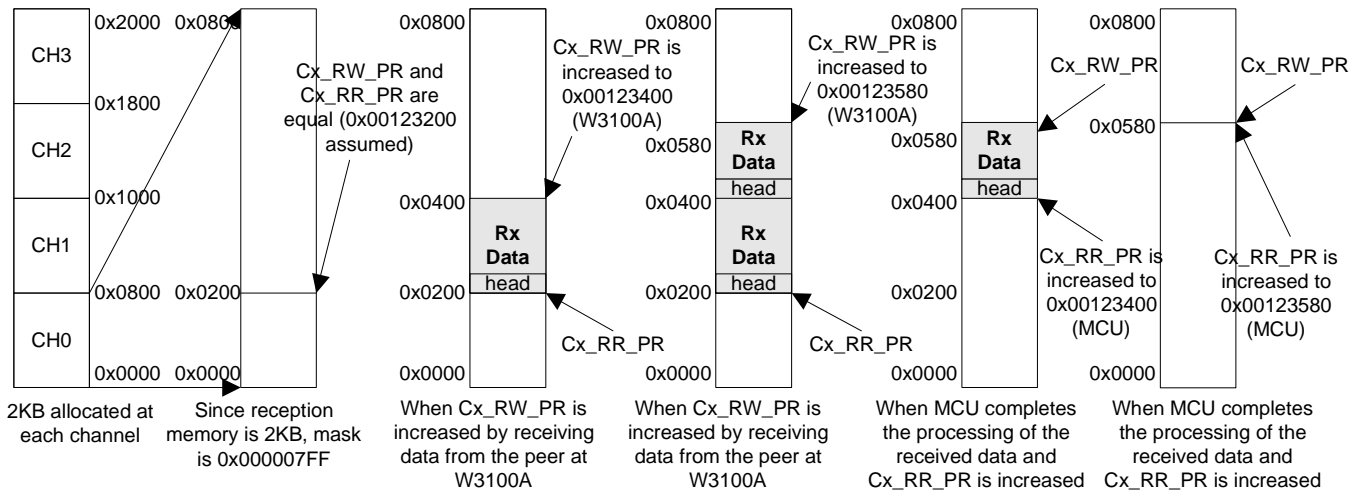 0x2000
CH3
0x1800
CH2
0x1000
CH1
0x0800
CH0
0x0000
2KB allocated at
each channel
0x0800
Cx_RW_PR and
Cx_RR_PR are
equal (0x00123200
assumed)
0x0200
0x0000
Since reception
memory is 2KB, mask
is 0x000007FF
0x0800
Cx_RW_PR is
increased to
0x00123400
(W3100A)
0x0400
Rx
Data
head
0x0200
Cx_RR_PR
0x0000
When Cx_RW_PR is
increased by receiving
data from the peer at
W3100A
0x0800
Cx_RW_PR is
increased to
0x00123580
(W3100A)
0x0580
Rx
Data
head
0x0400
Rx
Data
head
0x0200
Cx_RR_PR
0x0000
When Cx_RW_PR is
increased by receiving
data from the peer at
W3100A
0x0800
Cx_RW_PR
0x0580
Rx
Data
head
0x0400
Cx_RR_PR is
increased to
0x00123400
(MCU)
0x0200
0x0000
When MCU completes
the processing of the
received data and
Cx_RR_PR is increased
0x0800
Cx_RW_PR
0x0580
Cx_RR_PR is
increased to
0x00123580
(MCU)
0x0000
When MCU completes
the processing of the
received data and
Cx_RR_PR is increased